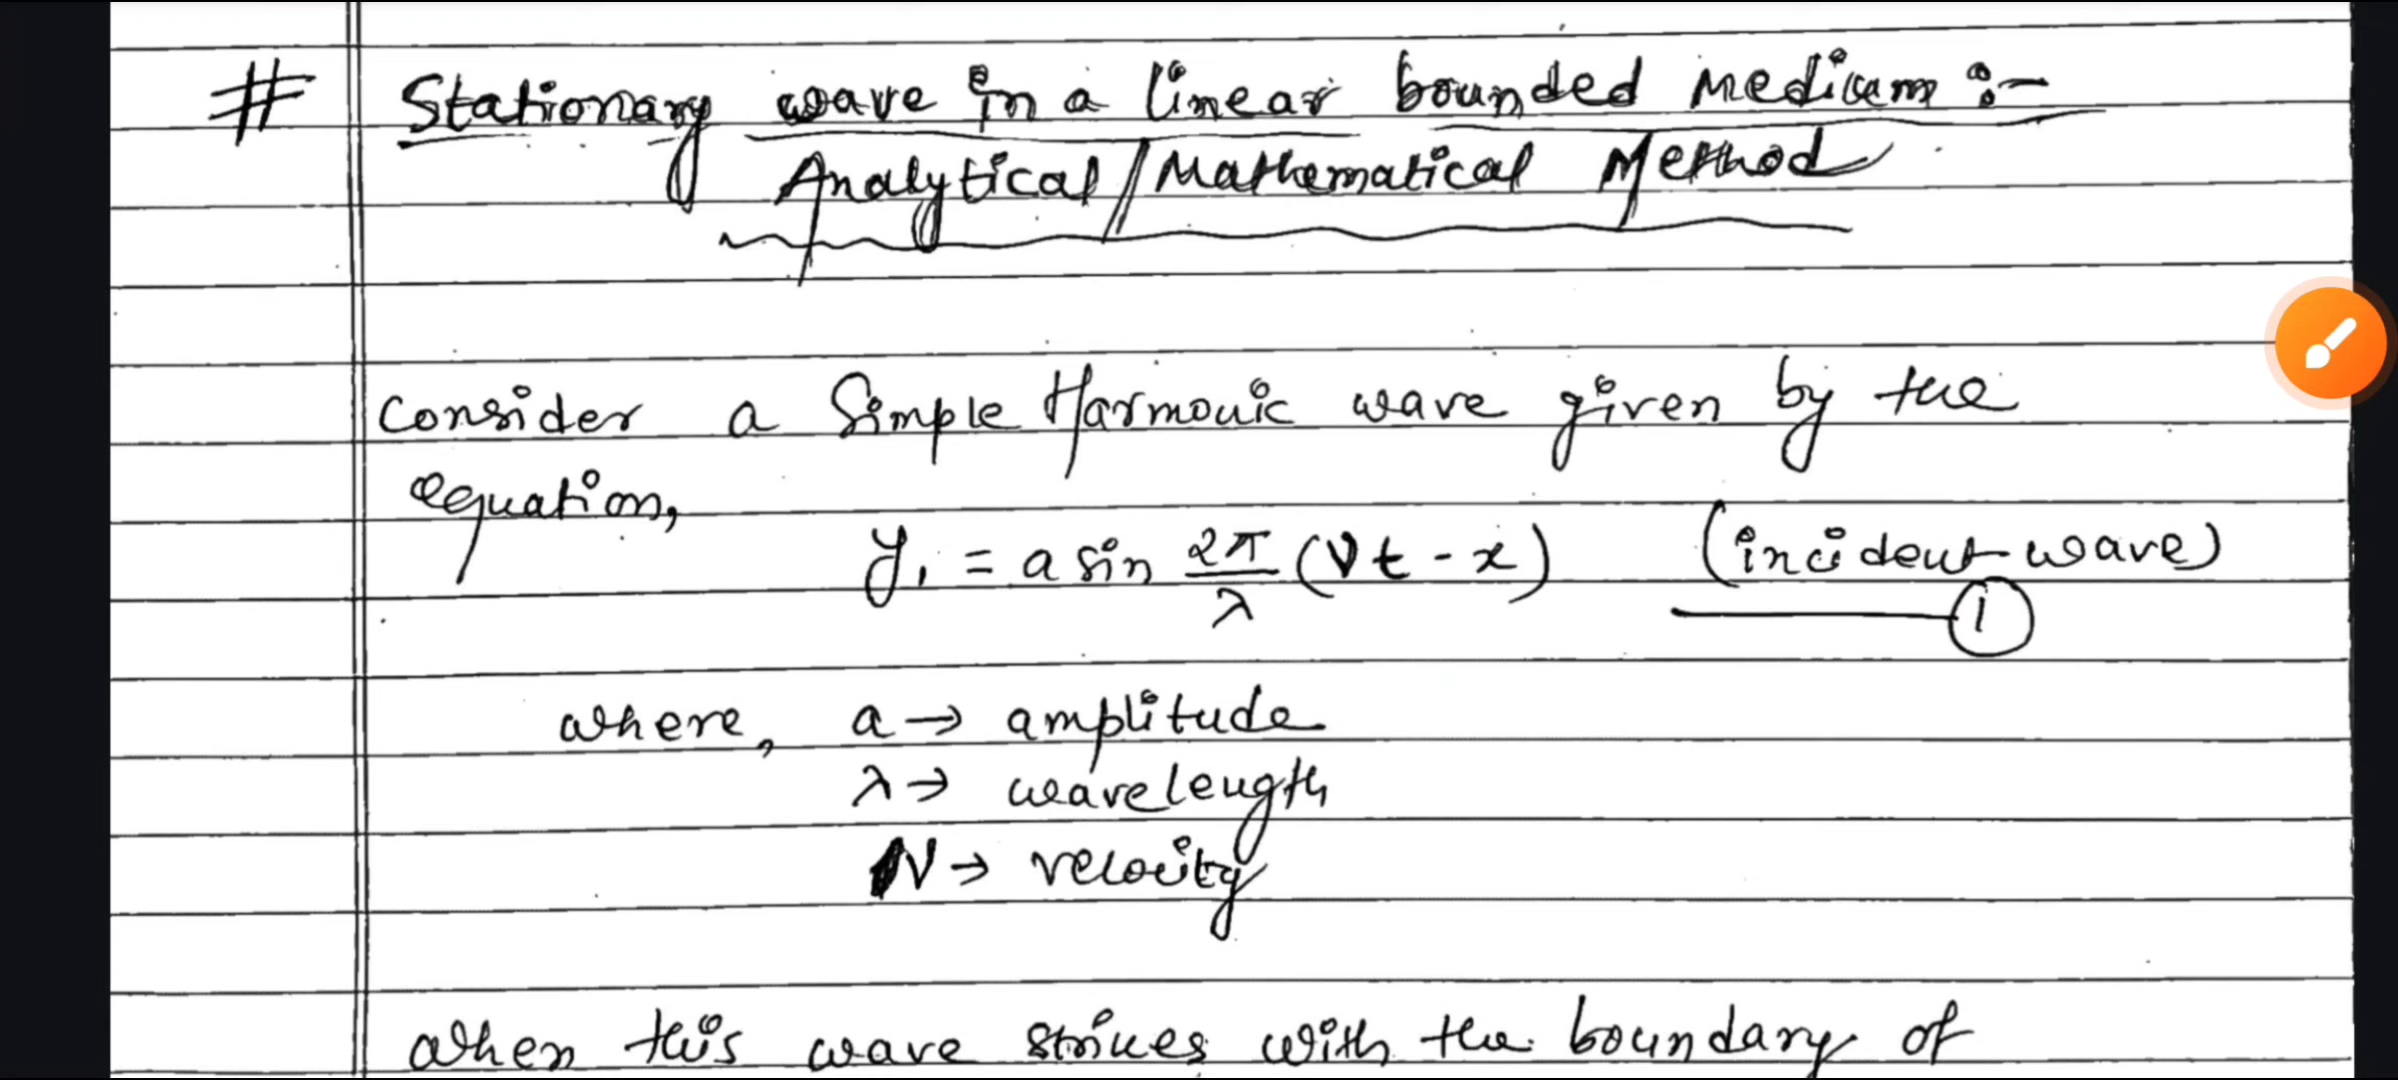 # Stationary wave in a linear bounded medium :-
Analytical / Mathematical Method
Consider a Simple Harmonic wave given by the
equation,
y₁ = a sin 2π/λ (vt - x) (incident wave)
①
where, a → amplitude
λ → wavelength
v → velocity
when this wave strikes with the boundary of